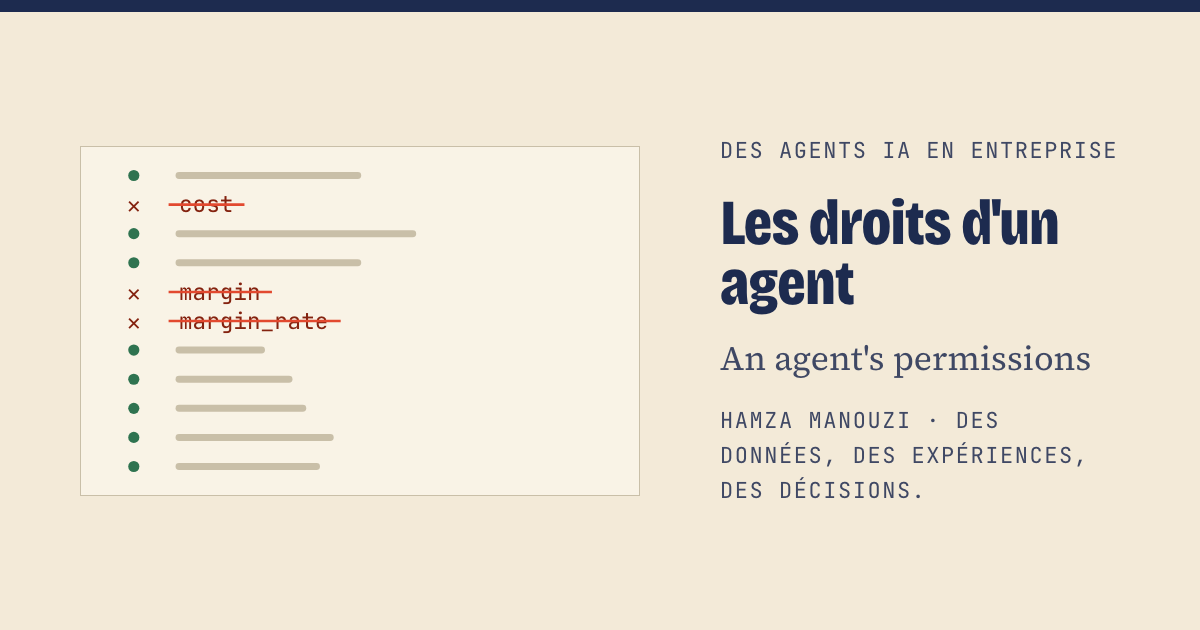 × cost
× margin
× margin_rate
DES AGENTS IA EN ENTREPRISE
Les droits d'un
agent
An agent's permissions
HAMZA MANOUZI · DES
DONNÉES, DES EXPÉRIENCES,
DES DÉCISIONS.